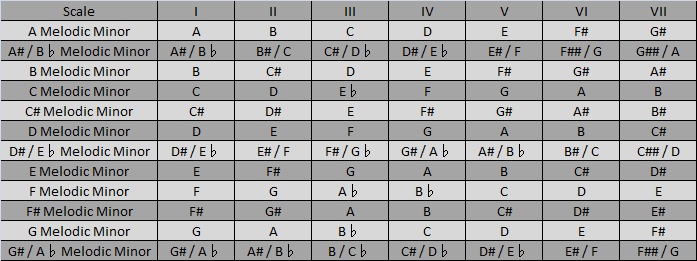 Scale I II III IV V VI VII
A Melodic Minor A B C D E F# G#
A# / B♭ Melodic Minor A# / B♭ B# / C C# / D♭ D# / E♭ E# / F F## / G G## / A
B Melodic Minor B C# D E F# G# A#
C Melodic Minor C D E♭ F G A B
C# Melodic Minor C# D# E F# G# A# B#
D Melodic Minor D E F G A B C#
D# / E♭ Melodic Minor D# / E♭ E# / F F# / G♭ G# / A♭ A# / B♭ B# / C C## / D
E Melodic Minor E F# G A B C# D#
F Melodic Minor F G A♭ B♭ C D E
F# Melodic Minor F# G# A B C# D# E#
G Melodic Minor G A B♭ C D E F#
G# / A♭ Melodic Minor G# / A♭ A# / B♭ B / C♭ C# / D♭ D# / E♭ E# / F F## / G